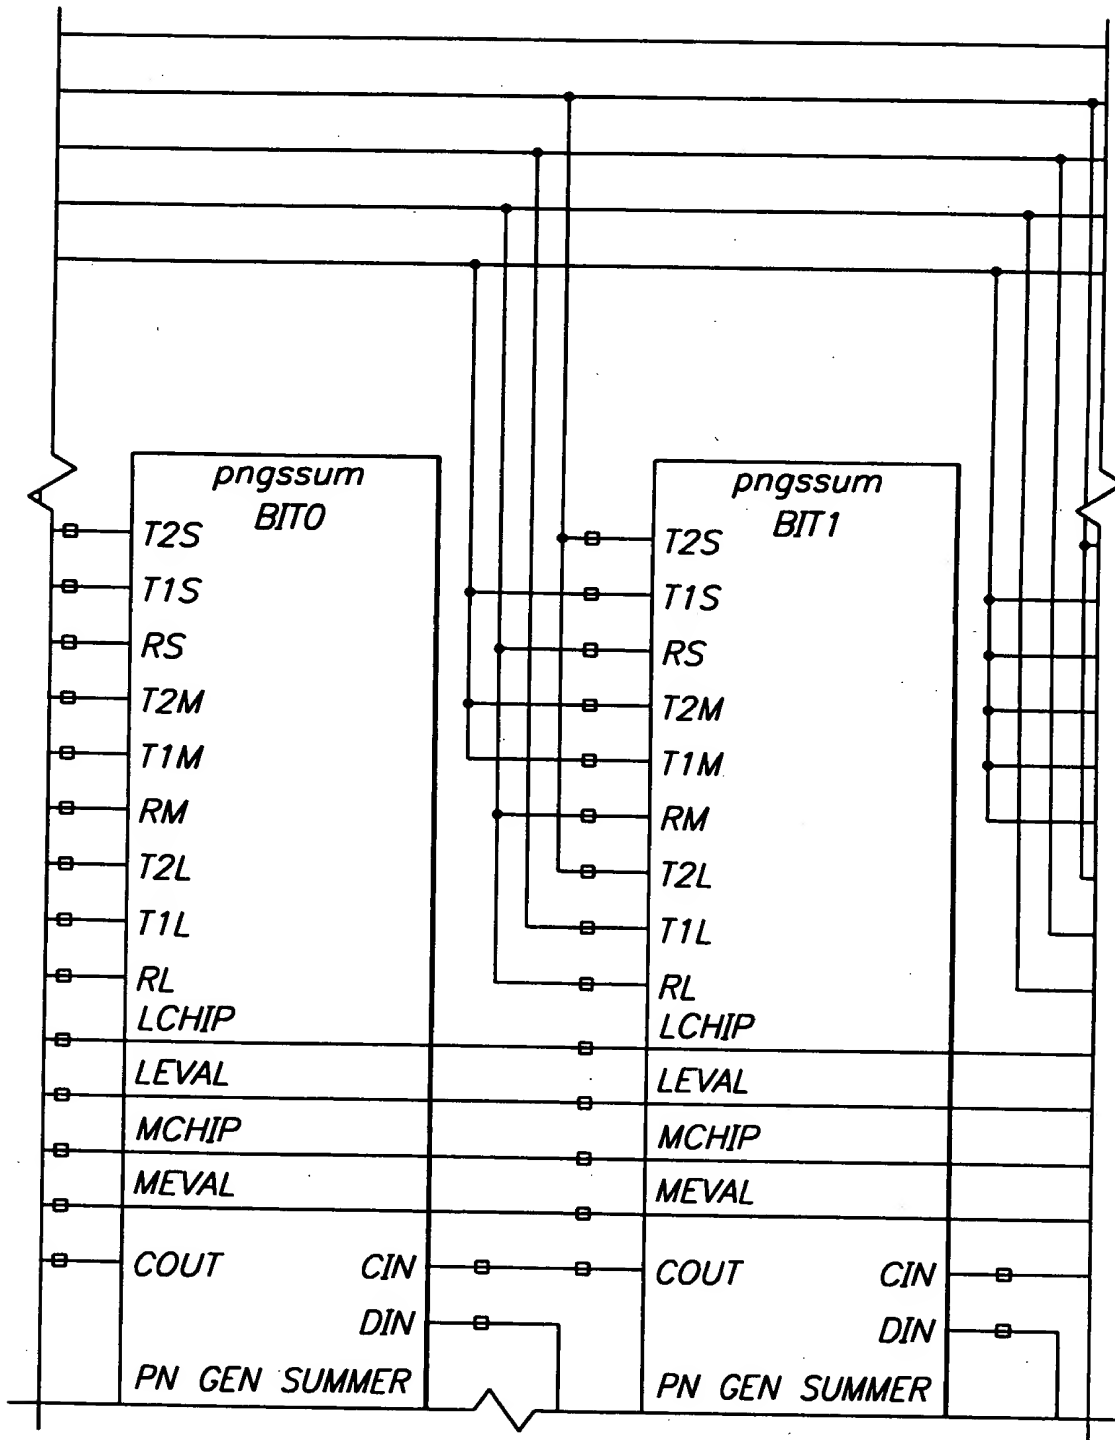 pngssum
BIT0
T2S
T1S
RS
T2M
T1M
RM
T2L
T1L
RL
LCHIP
LEVAL
MCHIP
MEVAL
COUT CIN
DIN
PN GEN SUMMER
pngssum
BIT1
T2S
T1S
RS
T2M
T1M
RM
T2L
T1L
RL
LCHIP
LEVAL
MCHIP
MEVAL
COUT CIN
DIN
PN GEN SUMMER